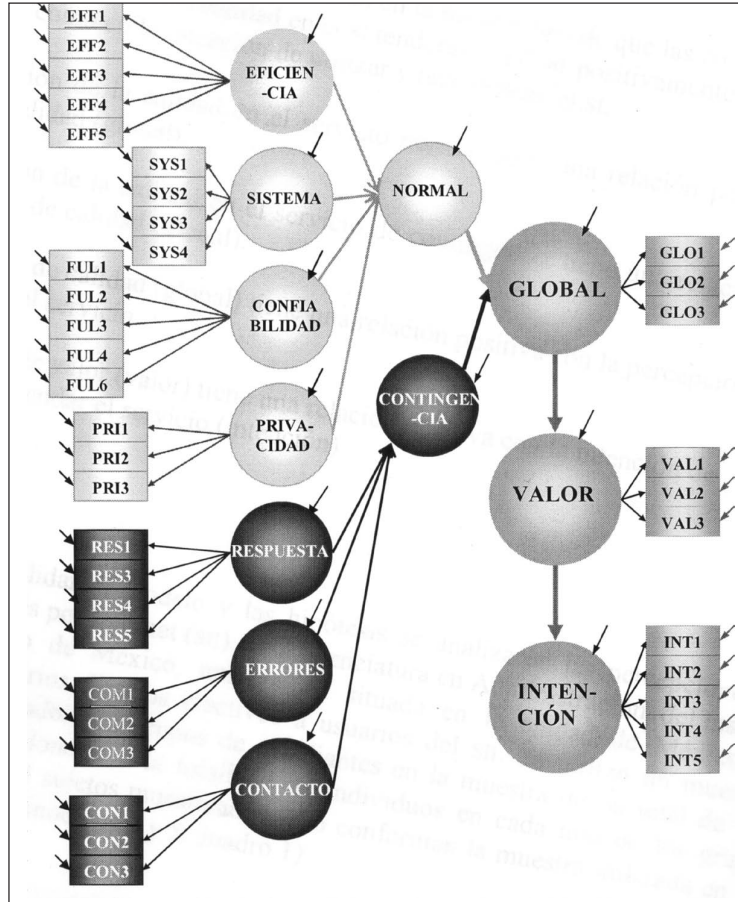 EFF1
EFF2
EFF3
EFF4
EFF5
EFICIEN
-CIA
SYS1
SYS2
SYS3
SYS4
SISTEMA
NORMAL
FUL1
FUL2
FUL3
FUL4
FUL6
CONFIA
BILIDAD
GLOBAL
GLO1
GLO2
GLO3
PRI1
PRI2
PRI3
PRIVA-
CIDAD
CONTINGEN
-CIA
VALOR
VAL1
VAL2
VAL3
RES1
RES3
RES4
RES5
RESPUESTA
COM1
COM2
COM3
ERRORES
INTEN-
CIÓN
INT1
INT2
INT3
INT4
INT5
CON1
CON2
CON3
CONTACTO